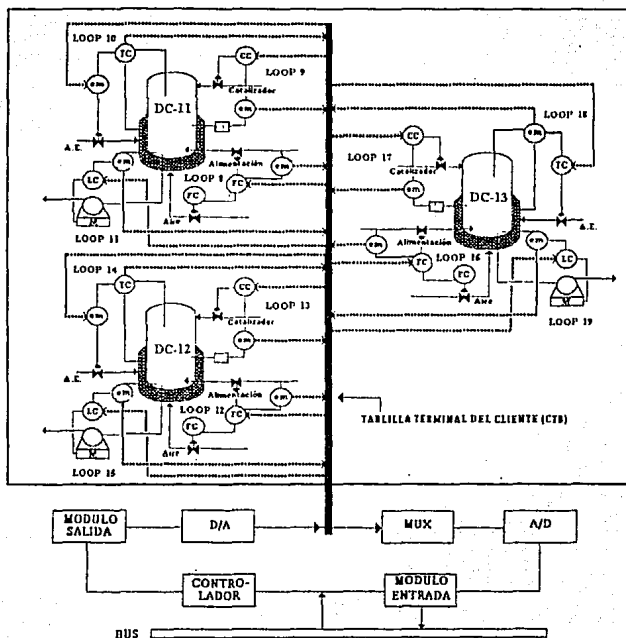 LOOP 10
TC
CC
em
LOOP 9
DC-11
Catalizador
em
A.E.
Alimentación
em
em
LC
LOOP 8
FC
FC
Aire
M
LOOP 11
LOOP 14
TC
CC
LOOP 13
em
Catalizador
DC-12
em
A.E.
Alimentación
em
em
LC
LOOP 12
FC
FC
Aire
M
LOOP 15
LOOP 18
CC
em
LOOP 17
TC
Catalizador
DC-13
em
A.E.
Alimentación
em
em
LOOP 16
FC
FC
LC
Aire
M
LOOP 19
TABLILLA TERMINAL DEL CLIENTE (CTB)
MODULO
SALIDA
D/A
MUX
A/D
CONTRO-
LADOR
MODULO
ENTRADA
BUS